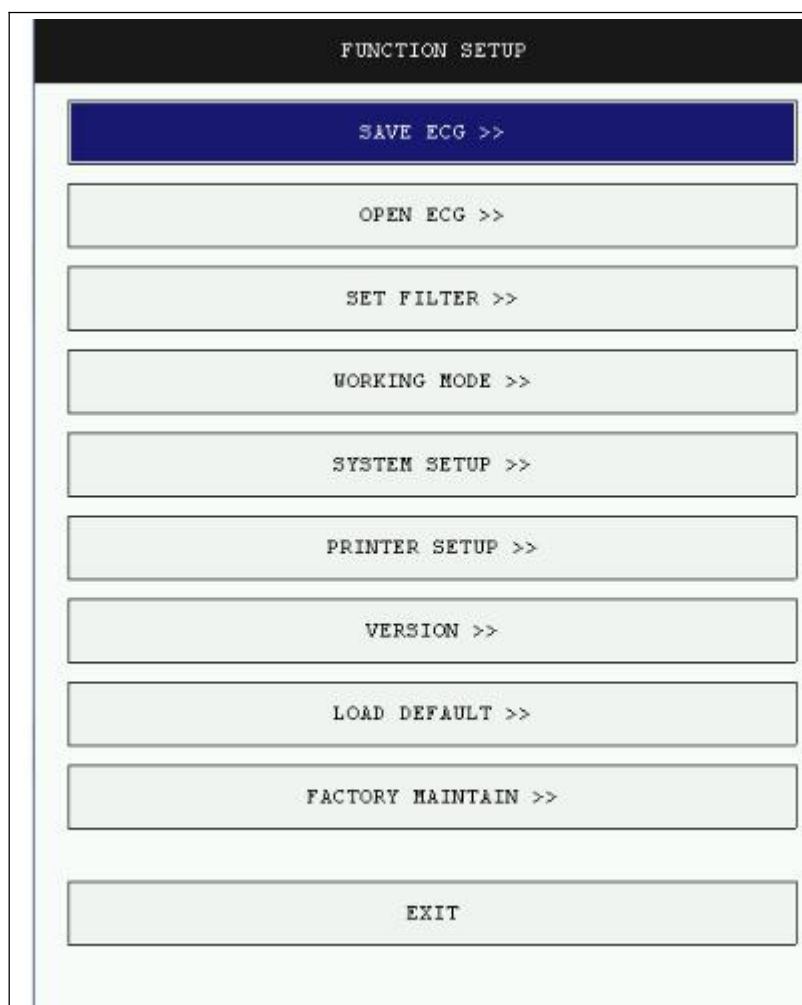 FUNCTION SETUP
SAVE ECG >>
OPEN ECG >>
SET FILTER >>
WORKING MODE >>
SYSTEM SETUP >>
PRINTER SETUP >>
VERSION >>
LOAD DEFAULT >>
FACTORY MAINTAIN >>
EXIT